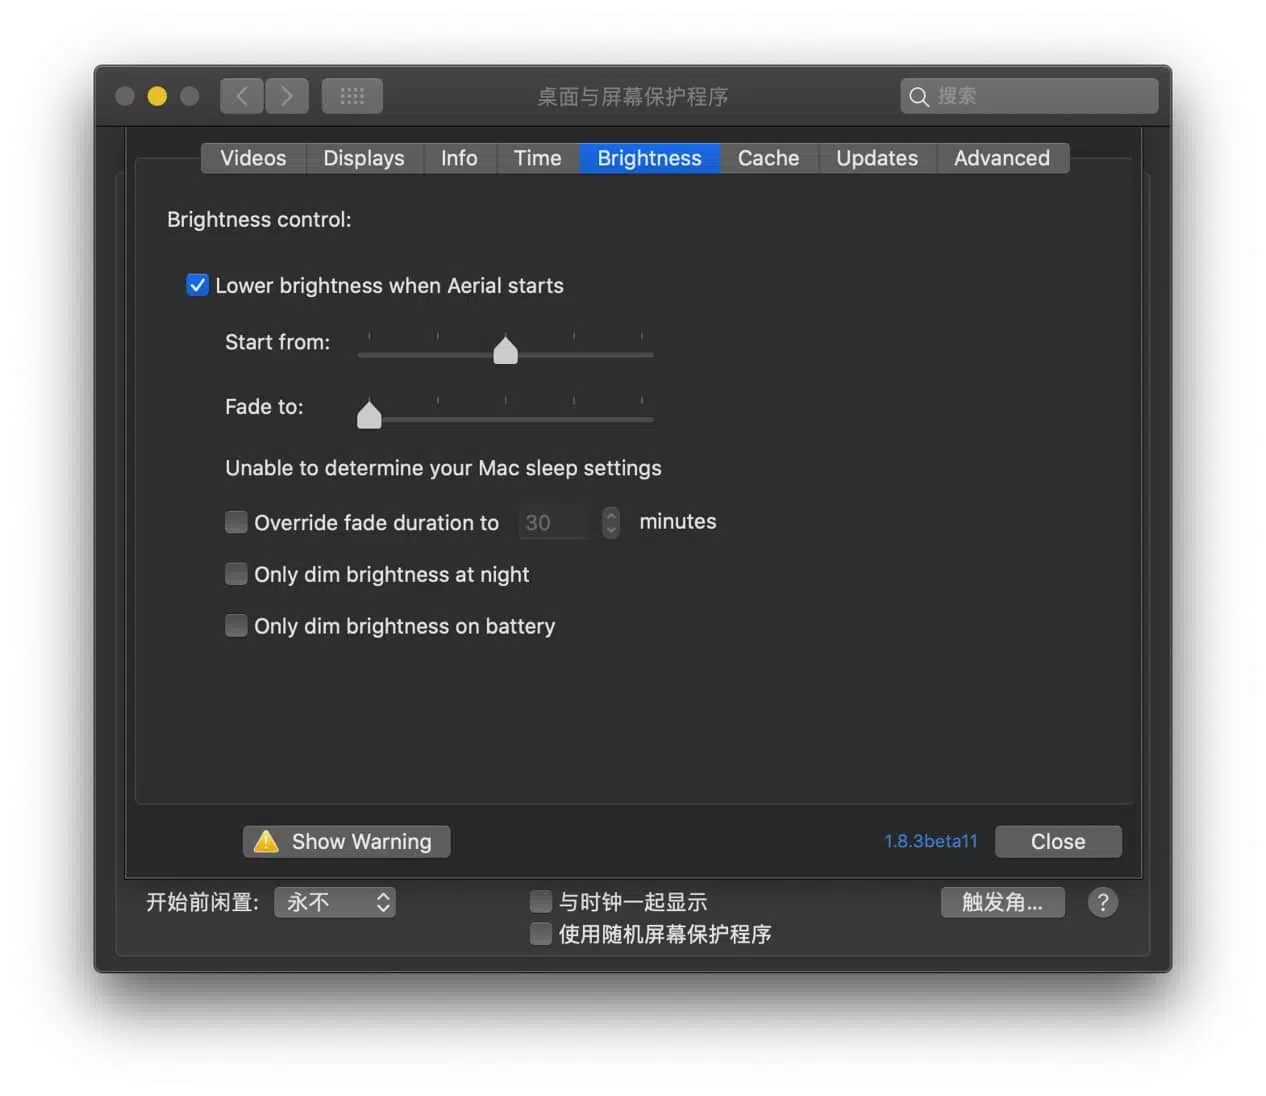 桌面与屏幕保护程序
搜索
Videos Displays Info Time Brightness Cache Updates Advanced
Brightness control:
Lower brightness when Aerial starts
Start from:
Fade to:
Unable to determine your Mac sleep settings
Override fade duration to 30 minutes
Only dim brightness at night
Only dim brightness on battery
Show Warning 1.8.3beta11 Close
开始前闲置: 永不 与时钟一起显示 触发角... ?
使用随机屏幕保护程序